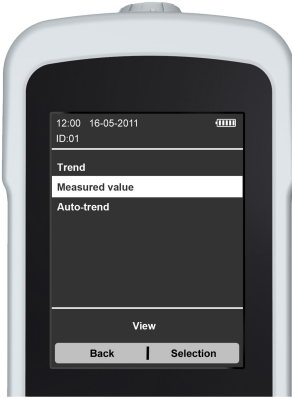 12:00 16-05-2011
ID:01
Trend
Measured value
Auto-trend
View
Back | Selection